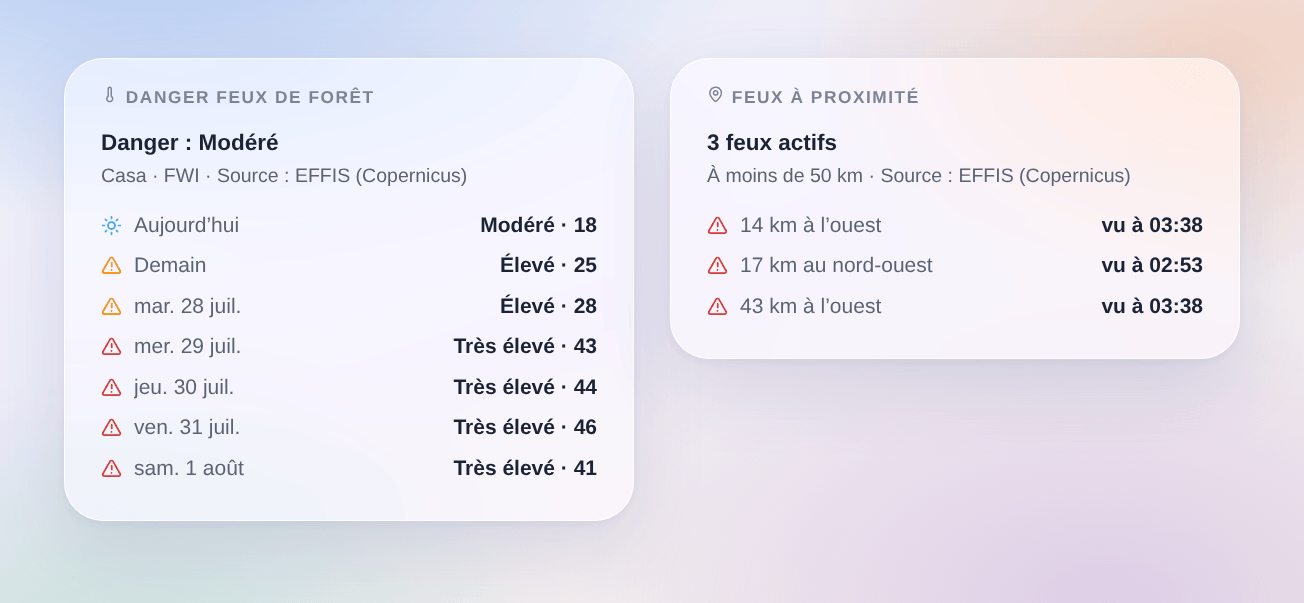 DANGER FEUX DE FORÊT
Danger : Modéré
Casa · FWI · Source : EFFIS (Copernicus)
Aujourd’hui Modéré · 18
Demain Élevé · 25
mar. 28 juil. Élevé · 28
mer. 29 juil. Très élevé · 43
jeu. 30 juil. Très élevé · 44
ven. 31 juil. Très élevé · 46
sam. 1 août Très élevé · 41
FEUX À PROXIMITÉ
3 feux actifs
À moins de 50 km · Source : EFFIS (Copernicus)
14 km à l’ouest vu à 03:38
17 km au nord-ouest vu à 02:53
43 km à l’ouest vu à 03:38